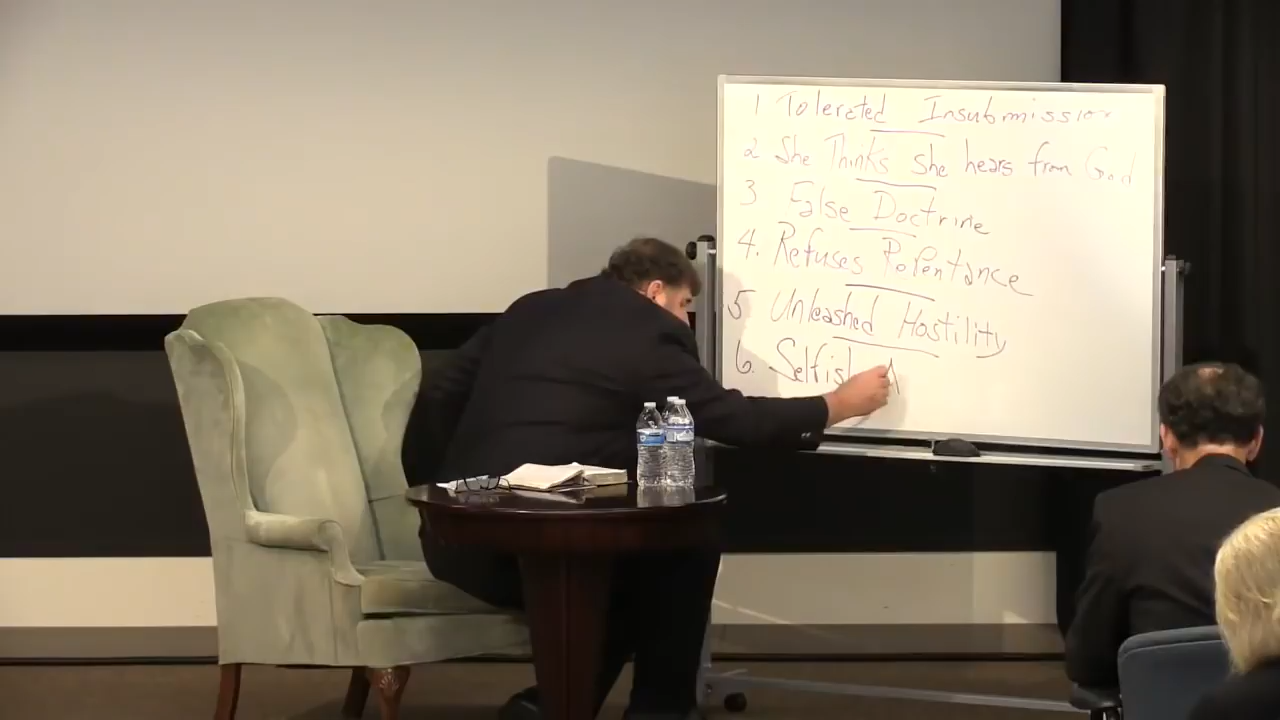 1 Tolerated Insubmission
2 She Thinks she hears from God
3 False Doctrine
4. Refuses Repentance
5 Unleashed Hostility
6. Selfish A